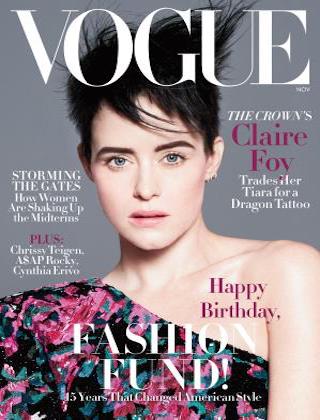 VOGUE
NOV
THE CROWN'S
Claire
Foy
Trades Her
Tiara for a
Dragon Tattoo
STORMING
THE GATES
How Women
Are Shaking Up
the Midterms
PLUS:
Chrissy Teigen,
ASAP Rocky,
Cynthia Erivo
Happy
Birthday,
FASHION
FUND!
15 Years That Changed American Style